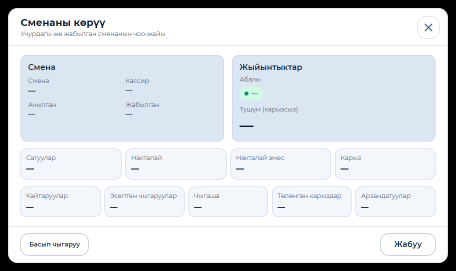 Сменаны көрүү
Учурдагы же жабылган сменанын чоо-жайы
Смена
Смена
—
Кассир
—
Ачылган
—
Жабылган
—
Жыйынтыктар
Абалы
—
Түшүм (карызсыз)
—
Сатуулар
—
Накталай
—
Накталай эмес
—
Карыз
—
Кайтаруулар
—
Эсептен чыгаруулар
—
Чыгаша
—
Төлөнгөн карыздар
—
Арзандатуулар
—
Басып чыгаруу
Жабуу